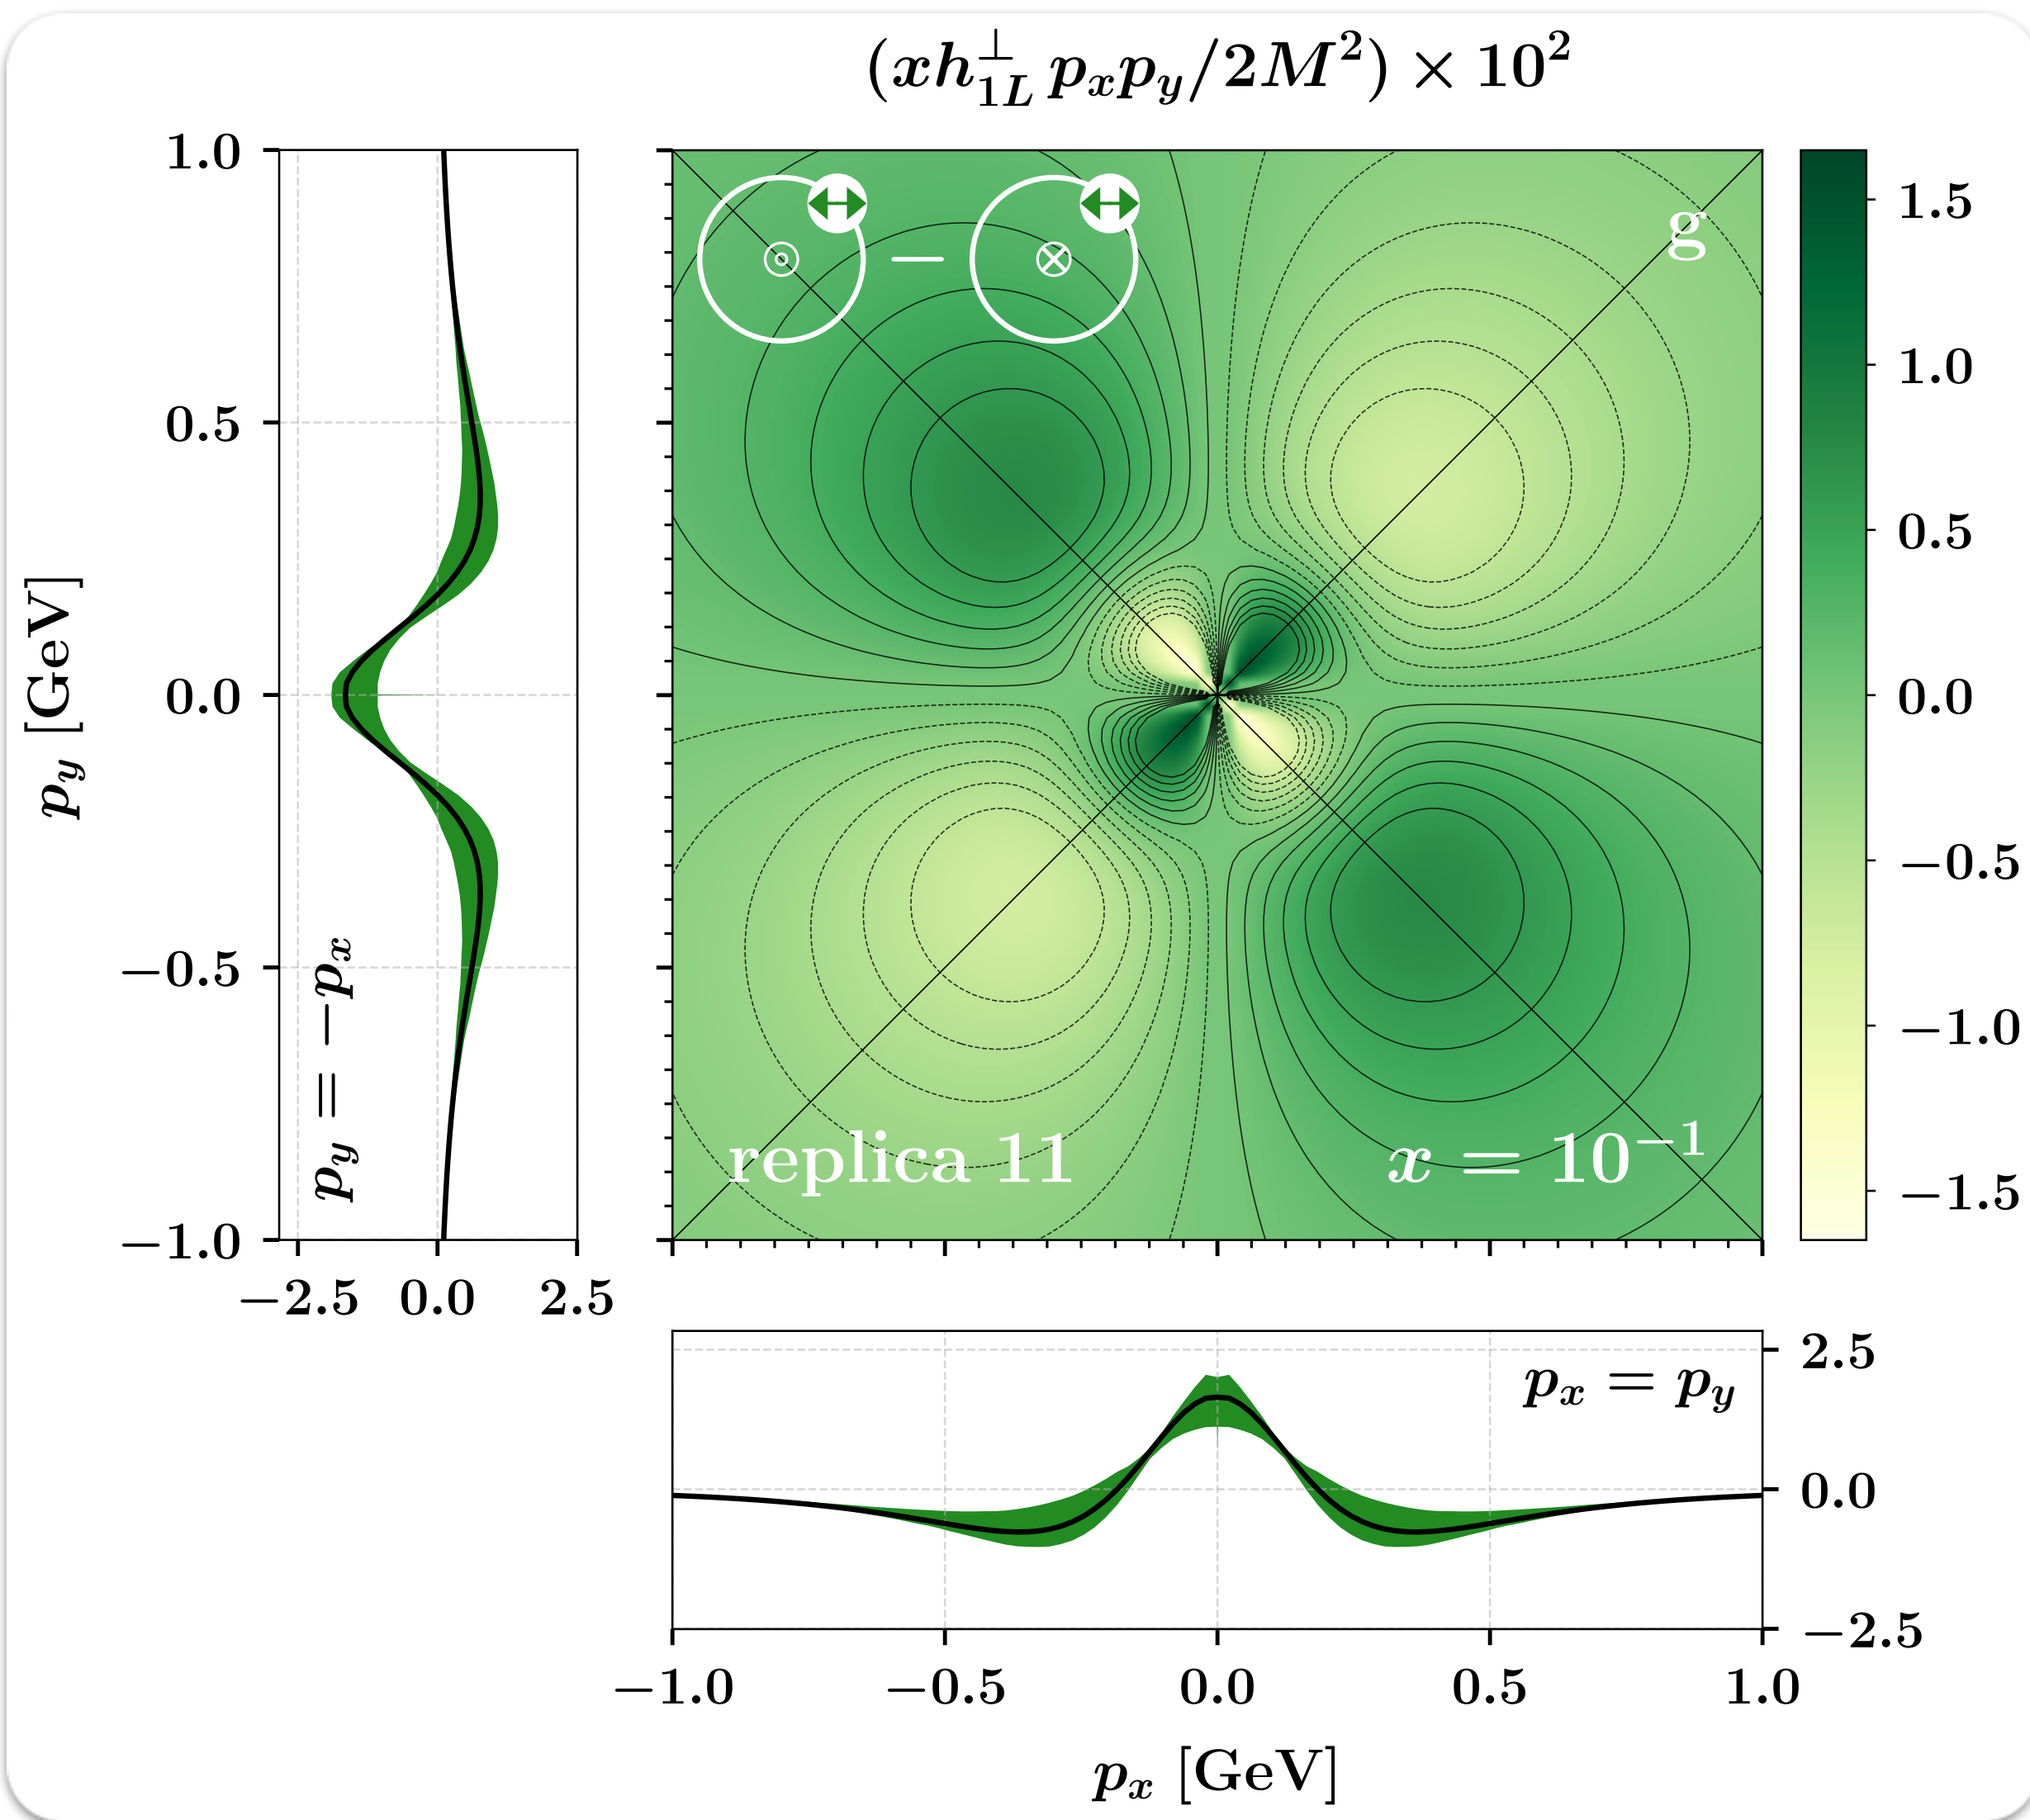 (xh⊥1L pxpy/2M²) × 10²
1.0
0.5
0.0
−0.5
−1.0
py [GeV]
py = −px
−2.5 0.0 2.5
g
replica 11
x = 10⁻¹
1.5
1.0
0.5
0.0
−0.5
−1.0
−1.5
px = py
2.5
0.0
−2.5
−1.0 −0.5 0.0 0.5 1.0
px [GeV]